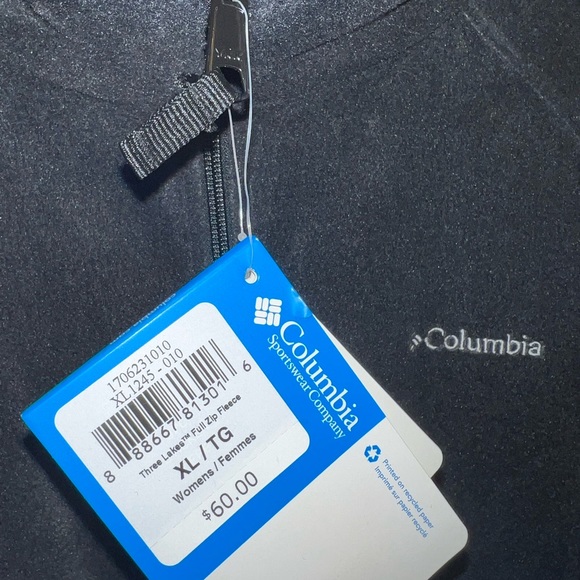 YKK
Columbia
Sportswear Company
Columbia
1706231010
XL1245 - 010
8 88667 81301 6
Three Lakes™ Full Zip Fleece
XL / TG
Womens / Femmes
$60.00
Printed on recycled paper
Imprimé sur papier recyclé